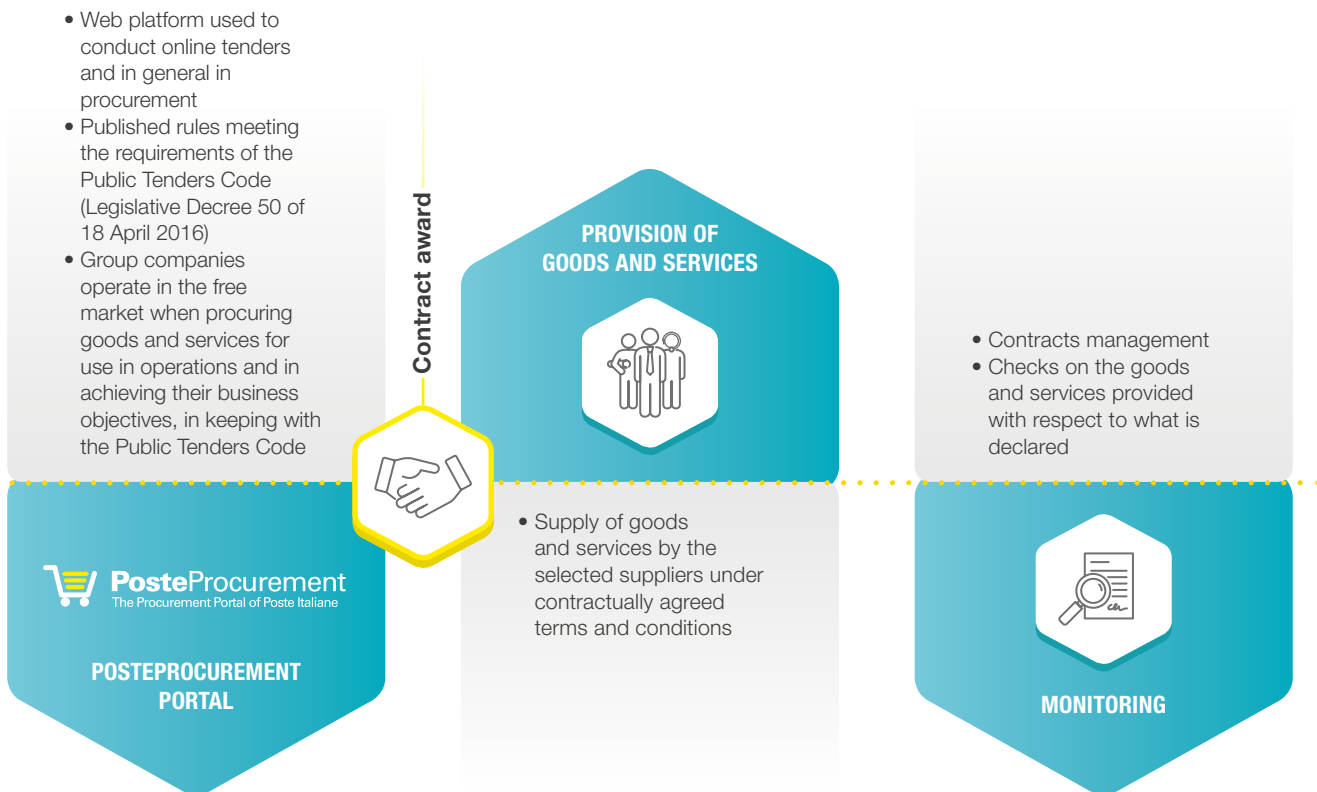 • Web platform used to
conduct online tenders
and in general in
procurement
• Published rules meeting
the requirements of the
Public Tenders Code
(Legislative Decree 50 of
18 April 2016)
• Group companies
operate in the free
market when procuring
goods and services for
use in operations and in
achieving their business
objectives, in keeping with
the Public Tenders Code
PosteProcurement
The Procurement Portal of Poste Italiane
POSTEPROCUREMENT
PORTAL
Contract award
PROVISION OF
GOODS AND SERVICES
• Supply of goods
and services by the
selected suppliers under
contractually agreed
terms and conditions
• Contracts management
• Checks on the goods
and services provided
with respect to what is
declared
MONITORING